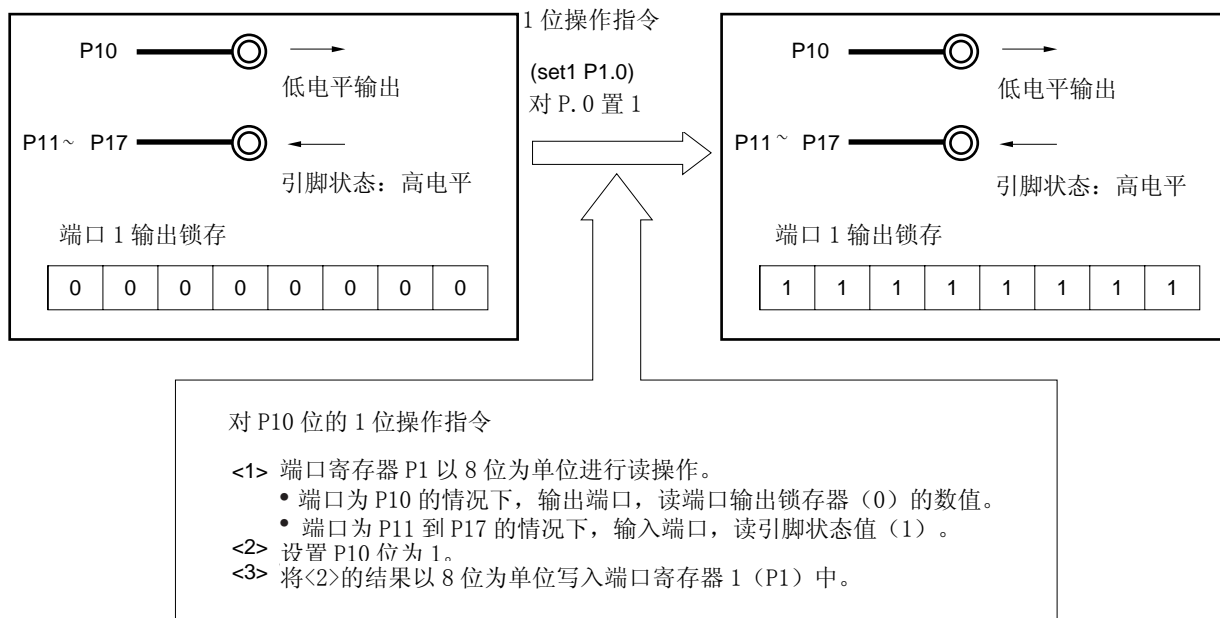 1 位操作指令
P10
低电平输出
P11~ P17
引脚状态：高电平
端口 1 输出锁存
0 0 0 0 0 0 0 0
(set1 P1.0)
对 P.0 置 1
P10
低电平输出
P11~ P17
引脚状态：高电平
端口 1 输出锁存
1 1 1 1 1 1 1 1
对 P10 位的 1 位操作指令
<1> 端口寄存器 P1 以 8 位为单位进行读操作。
• 端口为 P10 的情况下，输出端口，读端口输出锁存器（0）的数值。
• 端口为 P11 到 P17 的情况下，输入端口，读引脚状态值（1）。
<2> 设置 P10 位为 1。
<3> 将<2>的结果以 8 位为单位写入端口寄存器 1（P1）中。